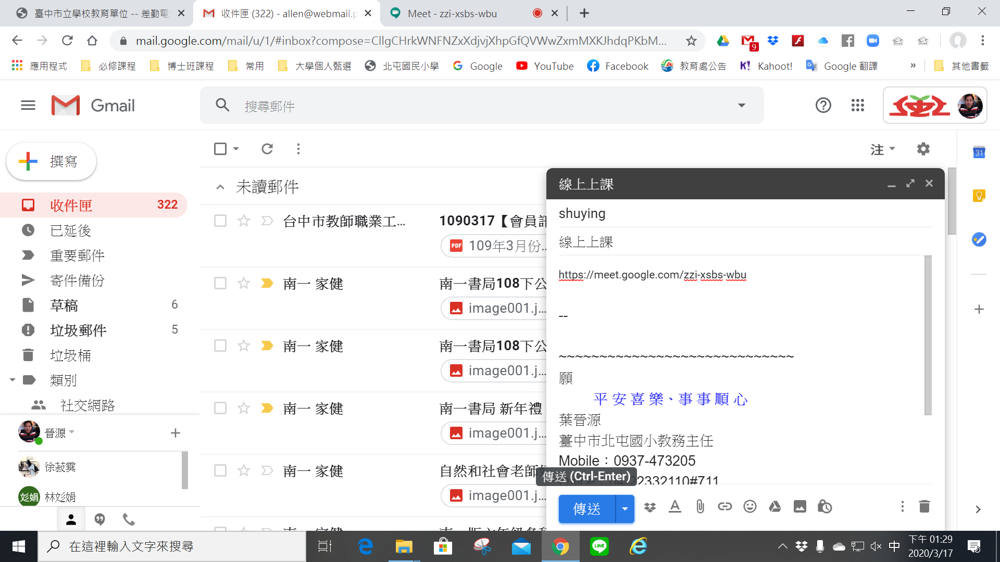 臺中市立學校教育單位 -- 差勤電
收件匣 (322) - allen@webmail.p
Meet - zzi-xsbs-wbu
mail.google.com/mail/u/1/#inbox?compose=CllgCHrkWNFNZxXdjvjXhpGfQVWwZxmMXKJhdqPKbM...
9
應用程式
必修課程
博士班課程
常用
大學個人甄選
北屯國民小學
Google
YouTube
Facebook
教育處公告
K!
Kahoot!
Google 翻譯
»
其他書籤
Gmail
搜尋郵件
撰寫
注
31
未讀郵件
線上上課
收件匣 322
已延後
重要郵件
寄件備份
草稿 6
垃圾郵件 5
垃圾桶
類別
社交網路
台中市教師職業工... 1090317【會員訊
PDF 109年3月份...
南一 家健 南一書局108下公
image001.j...
南一 家健 南一書局108下公
image001.j...
南一 家健 南一書局 新年禮
image001.j...
南一 家健 自然和社會老師
image001.j...
shuying
線上上課
https://meet.google.com/zzi-xsbs-wbu
--
~~~~~~~~~~~~~~~~~~~~~~~~~~~~~
願
平 安 喜 樂、事 事 順 心
葉晉源
臺中市北屯國小教務主任
Mobile：0937-473205
22332110#711
傳送 (Ctrl-Enter)
傳送
晉源
徐菽霙
彣娟 林彣娟
在這裡輸入文字來搜尋
LINE
中
下午 01:29
2020/3/17